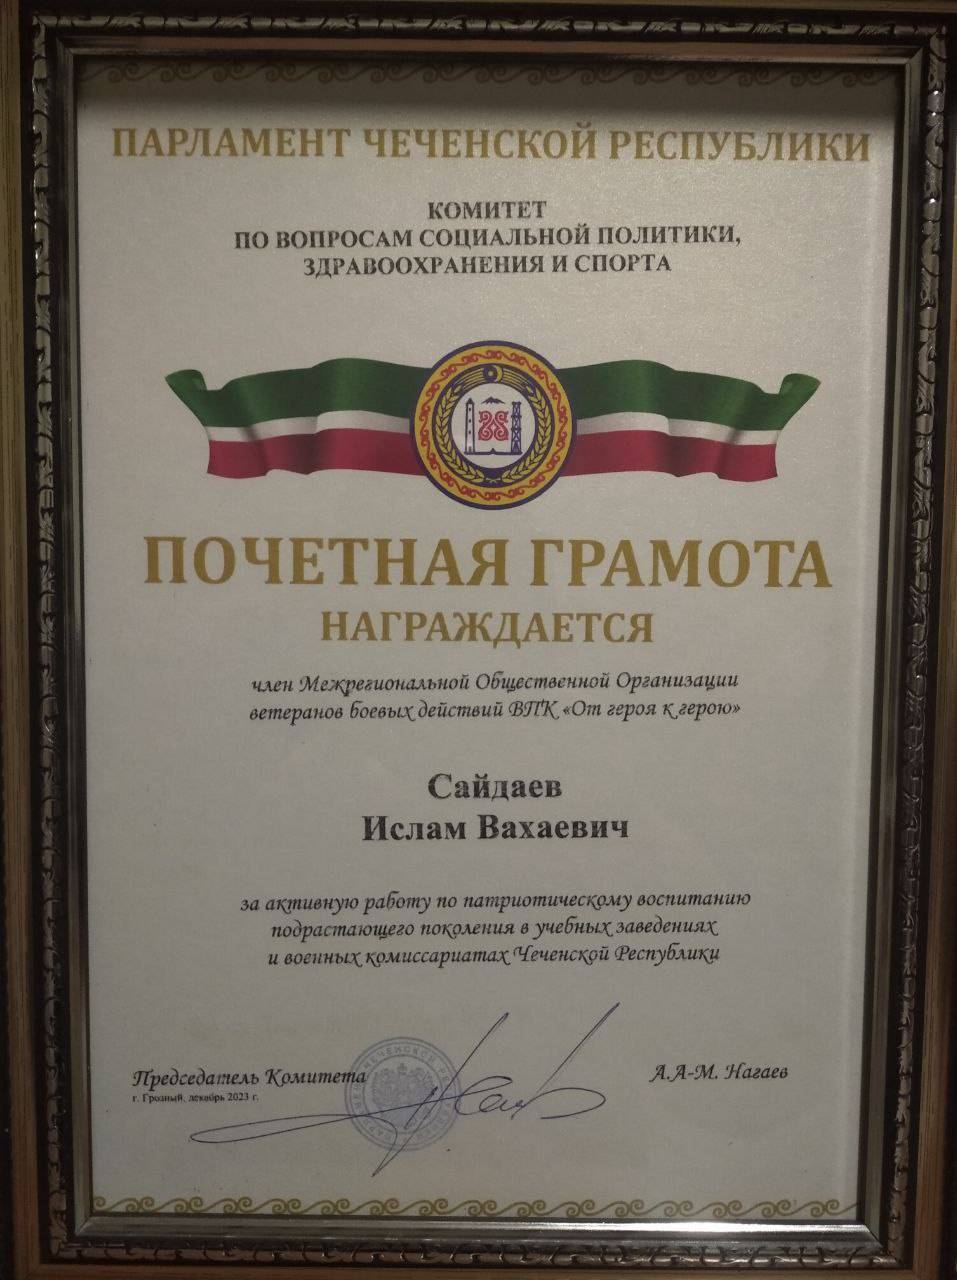 ПАРЛАМЕНТ ЧЕЧЕНСКОЙ РЕСПУБЛИКИ
КОМИТЕТ
ПО ВОПРОСАМ СОЦИАЛЬНОЙ ПОЛИТИКИ,
ЗДРАВООХРАНЕНИЯ И СПОРТА
ПОЧЕТНАЯ ГРАМОТА
НАГРАЖДАЕТСЯ
член Межрегиональной Общественной Организации
ветеранов боевых действий ВПК «От героя к герою»
Сайдаев
Ислам Вахаевич
за активную работу по патриотическому воспитанию
подрастающего поколения в учебных заведениях
и военных комиссариатах Чеченской Республики
Председатель Комитета
А.А-М. Нагаев
г. Грозный, декабрь 2023 г.